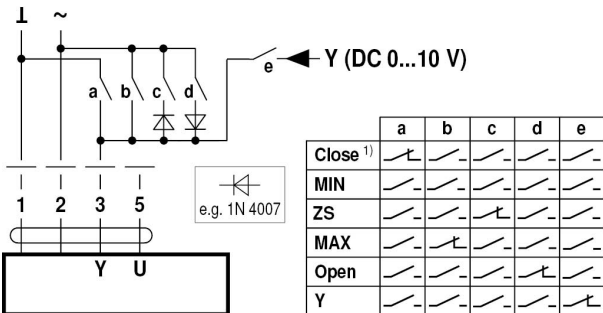 ⊥ ~
e Y (DC 0...10 V)
a b c d
1 2 3 5
e.g. 1N 4007
Y U
a b c d e
Close 1)
MIN
ZS
MAX
Open
Y